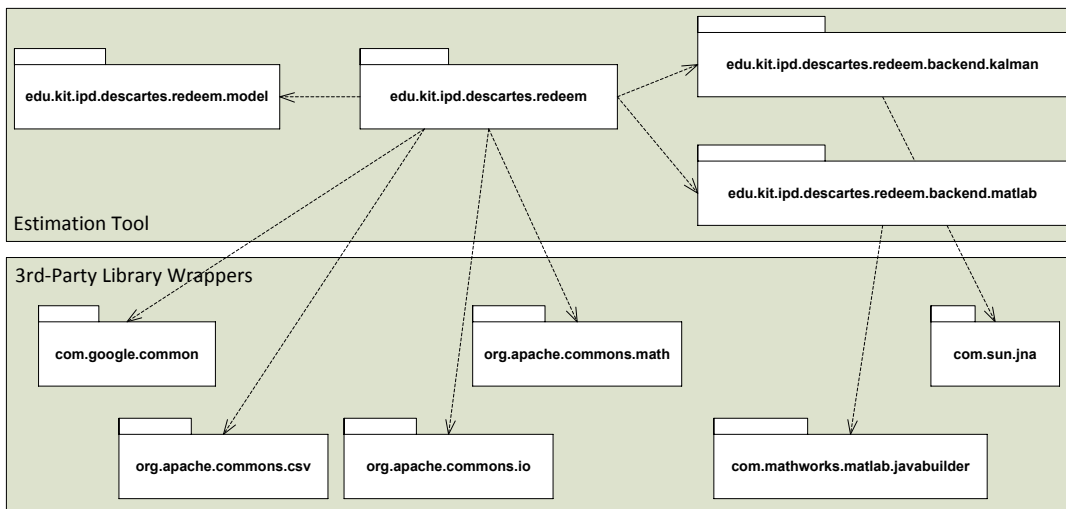 edu.kit.ipd.descartes.redeem.model
edu.kit.ipd.descartes.redeem
edu.kit.ipd.descartes.redeem.backend.kalman
edu.kit.ipd.descartes.redeem.backend.matlab
Estimation Tool
3rd-Party Library Wrappers
com.google.common
org.apache.commons.math
com.sun.jna
org.apache.commons.csv
org.apache.commons.io
com.mathworks.matlab.javabuilder